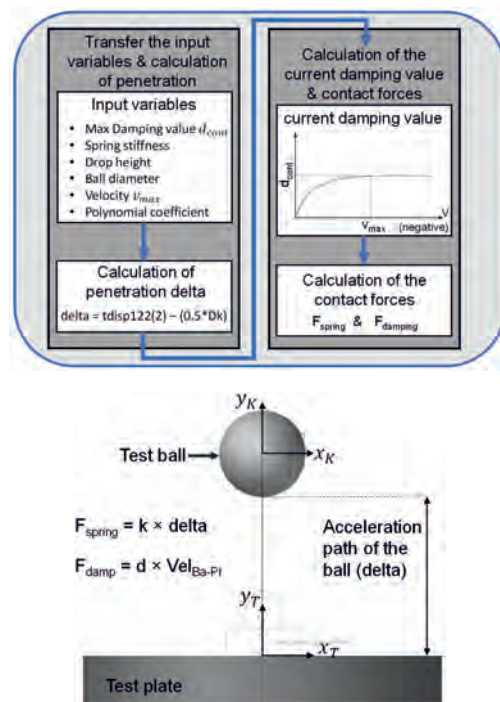 Transfer the input
variables & calculation
of penetration
Input variables
• Max Damping value d_cont
• Spring stiffness
• Drop height
• Ball diameter
• Velocity v_max
• Polynomial coefficient
Calculation of
penetration delta
delta = tdisp122(2) – (0.5*Dk)
Calculation of the
current damping value
& contact forces
current damping value
d_cont
V
V_max (negative)
Calculation of the
contact forces
F_spring & F_damping
y_K
Test ball
x_K
F_spring = k × delta
F_damp = d × Vel_Ba-Pl
Acceleration
path of the
ball (delta)
y_T
x_T
Test plate